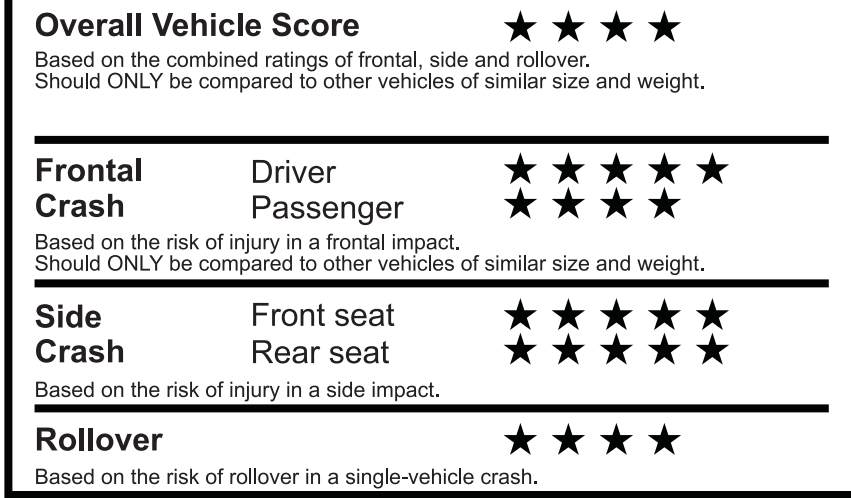 Overall Vehicle Score ★ ★ ★ ★
Based on the combined ratings of frontal, side and rollover.
Should ONLY be compared to other vehicles of similar size and weight.
Frontal Driver ★ ★ ★ ★ ★
Crash Passenger ★ ★ ★ ★
Based on the risk of injury in a frontal impact.
Should ONLY be compared to other vehicles of similar size and weight.
Side Front seat ★ ★ ★ ★ ★
Crash Rear seat ★ ★ ★ ★ ★
Based on the risk of injury in a side impact.
Rollover ★ ★ ★ ★
Based on the risk of rollover in a single-vehicle crash.